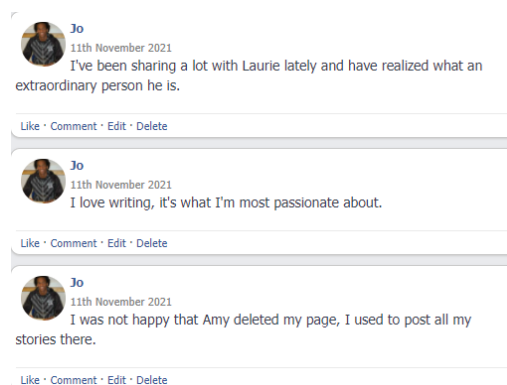 Jo
11th November 2021
I've been sharing a lot with Laurie lately and have realized what an
extraordinary person he is.
Like · Comment · Edit · Delete
Jo
11th November 2021
I love writing, it's what I'm most passionate about.
Like · Comment · Edit · Delete
Jo
11th November 2021
I was not happy that Amy deleted my page, I used to post all my
stories there.
Like · Comment · Edit · Delete